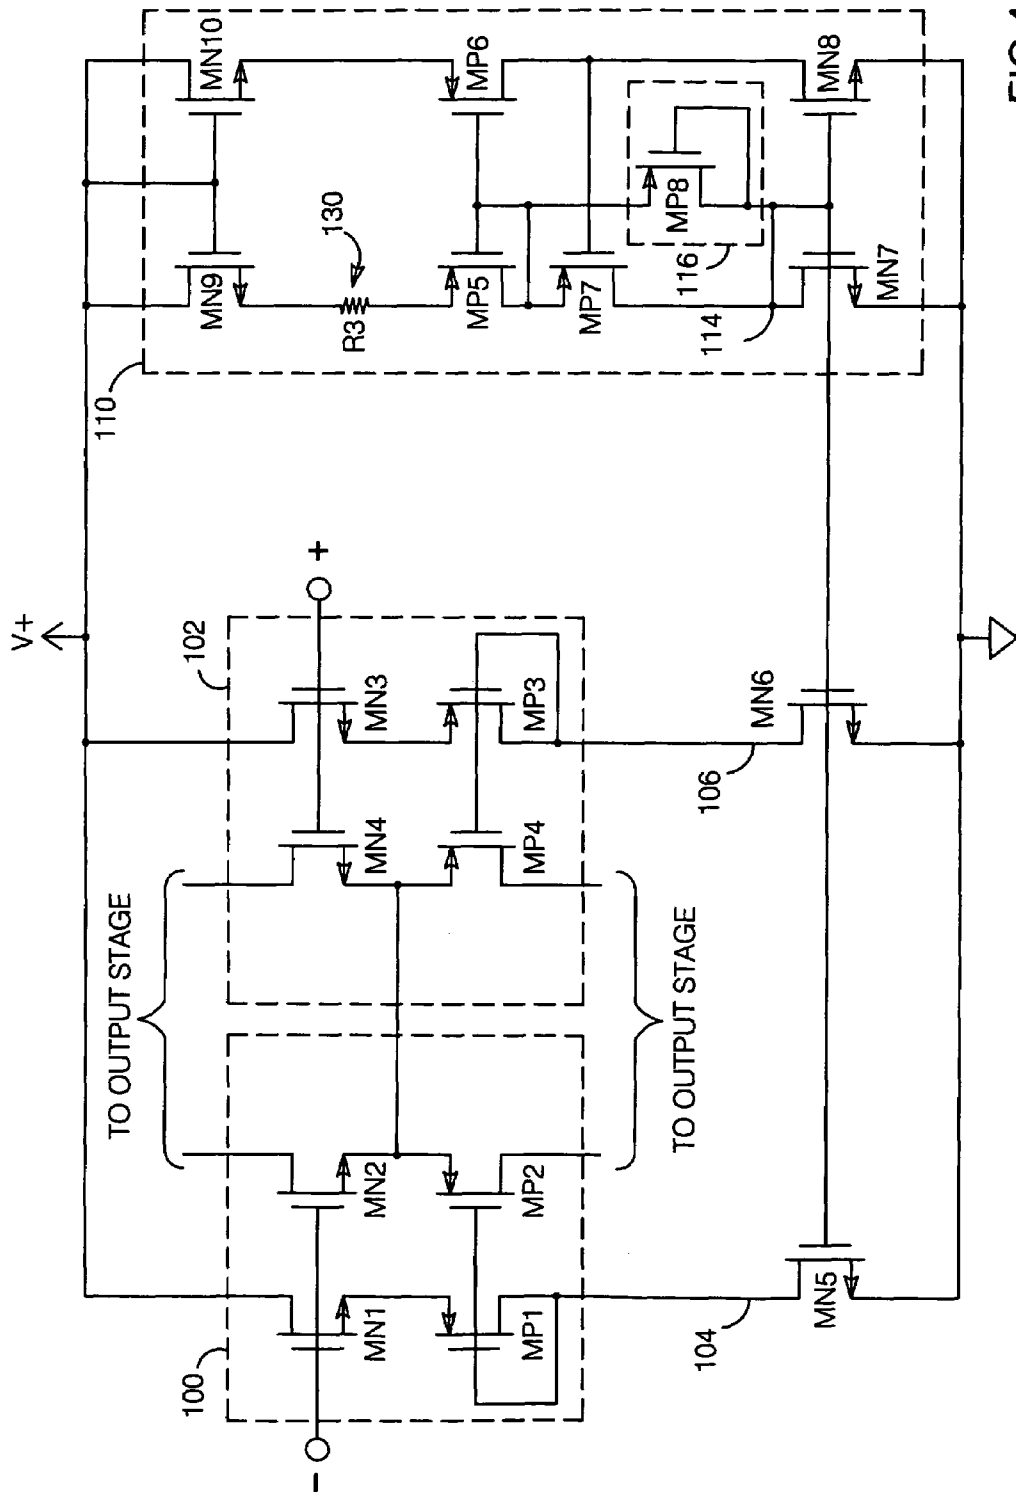 V+
110
TO OUTPUT STAGE
100
102
MN9
MN10
−
+
130
R3
MN1
MN2
MN4
MN3
MP5
MP6
MP1
MP2
MP4
MP3
MP7
MP8
116
TO OUTPUT STAGE
104
106
114
MN5
MN6
MN7
MN8